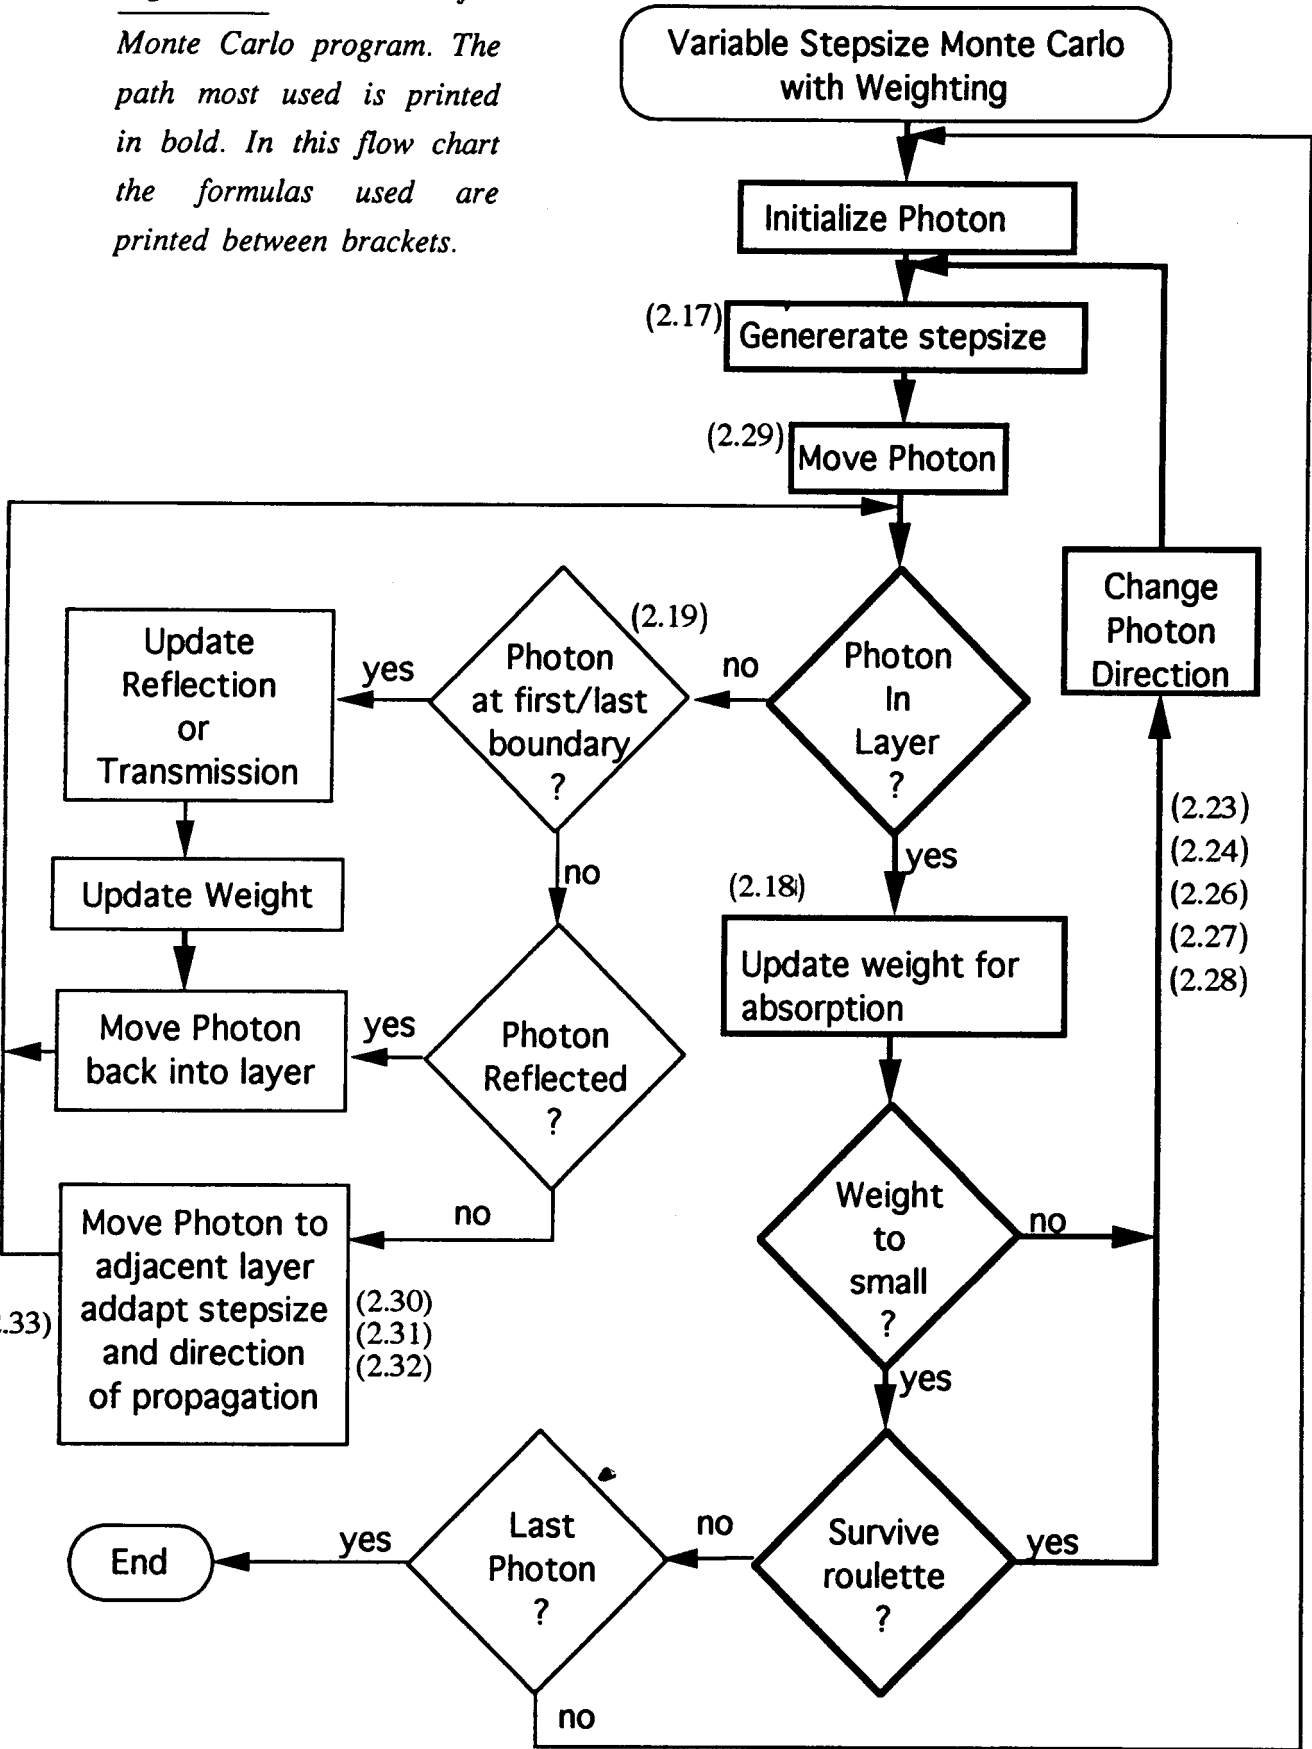 Monte Carlo program. The
path most used is printed
in bold. In this flow chart
the formulas used are
printed between brackets.
Variable Stepsize Monte Carlo
with Weighting
Initialize Photon
(2.17)
Genererate stepsize
(2.29)
Move Photon
Change
Photon
Direction
Photon
In
Layer
?
no
(2.19)
Photon
at first/last
boundary
?
yes
Update
Reflection
or
Transmission
Update Weight
Move Photon
back into layer
no
Photon
Reflected
?
yes
no
Move Photon to
adjacent layer
addapt stepsize
and direction
of propagation
.33)
(2.30)
(2.31)
(2.32)
yes
(2.18)
Update weight for
absorption
(2.23)
(2.24)
(2.26)
(2.27)
(2.28)
Weight
to
small
?
no
yes
Survive
roulette
?
yes
no
Last
Photon
?
yes
End
no